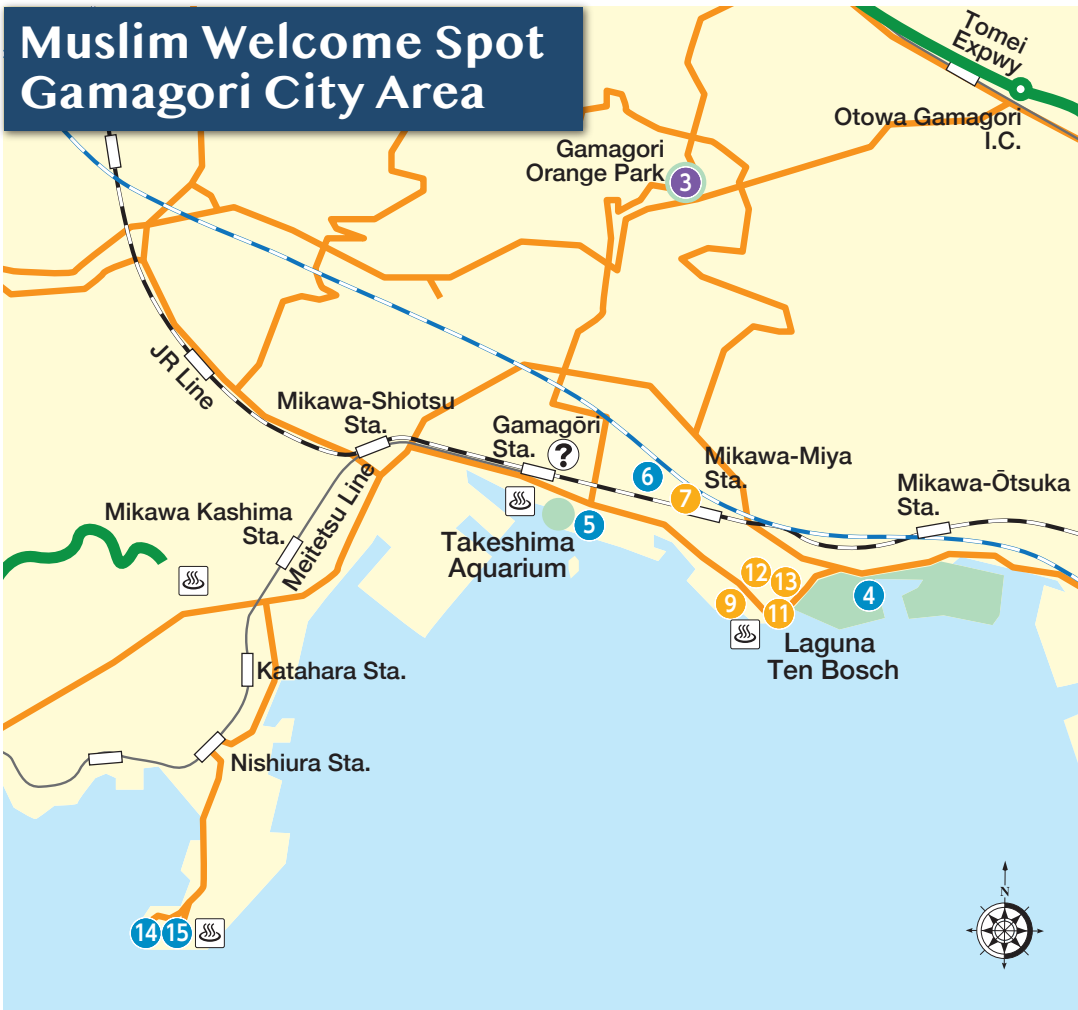 Muslim Welcome Spot
Gamagori City Area
Tomei
Expwy
Otowa Gamagori
I.C.
Gamagori
Orange Park
3
JR Line
Mikawa-Shiotsu
Sta.
Gamagōri
Sta.
?
6
7
Mikawa-Miya
Sta.
Mikawa-Ōtsuka
Sta.
Mikawa Kashima
Sta.
Meitetsu Line
5
Takeshima
Aquarium
12
13
9
11
4
Laguna
Ten Bosch
Katahara Sta.
Nishiura Sta.
14
15
N